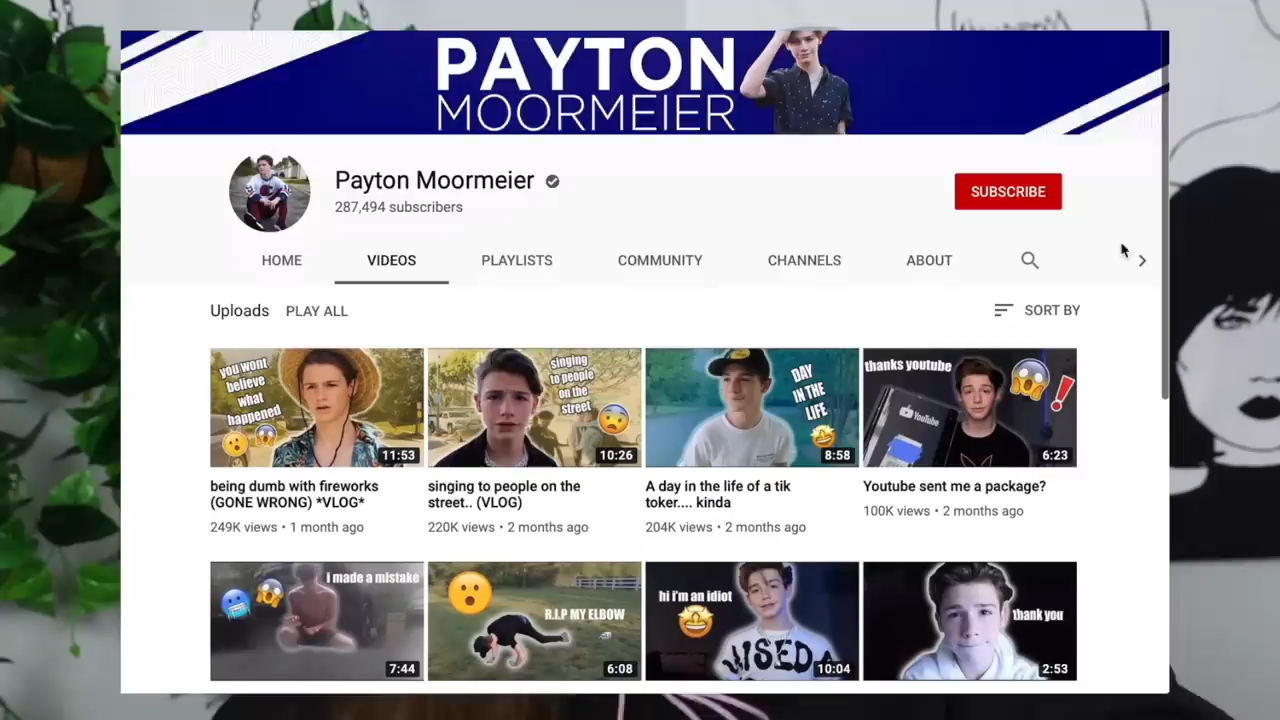 PAYTON
MOORMEIER
Payton Moormeier
287,494 subscribers
SUBSCRIBE
HOME
VIDEOS
PLAYLISTS
COMMUNITY
CHANNELS
ABOUT
Uploads
PLAY ALL
SORT BY
you wont
believe
what
happened
11:53
singing
to people
on the
street
10:26
DAY
IN THE
LIFE
8:58
thanks youtube
YouTube
6:23
being dumb with fireworks
(GONE WRONG) *VLOG*
249K views • 1 month ago
singing to people on the
street.. (VLOG)
220K views • 2 months ago
A day in the life of a tik
toker.... kinda
204K views • 2 months ago
Youtube sent me a package?
100K views • 2 months ago
i made a mistake
7:44
R.I.P MY ELBOW
6:08
hi i'm an idiot
10:04
thank you
2:53